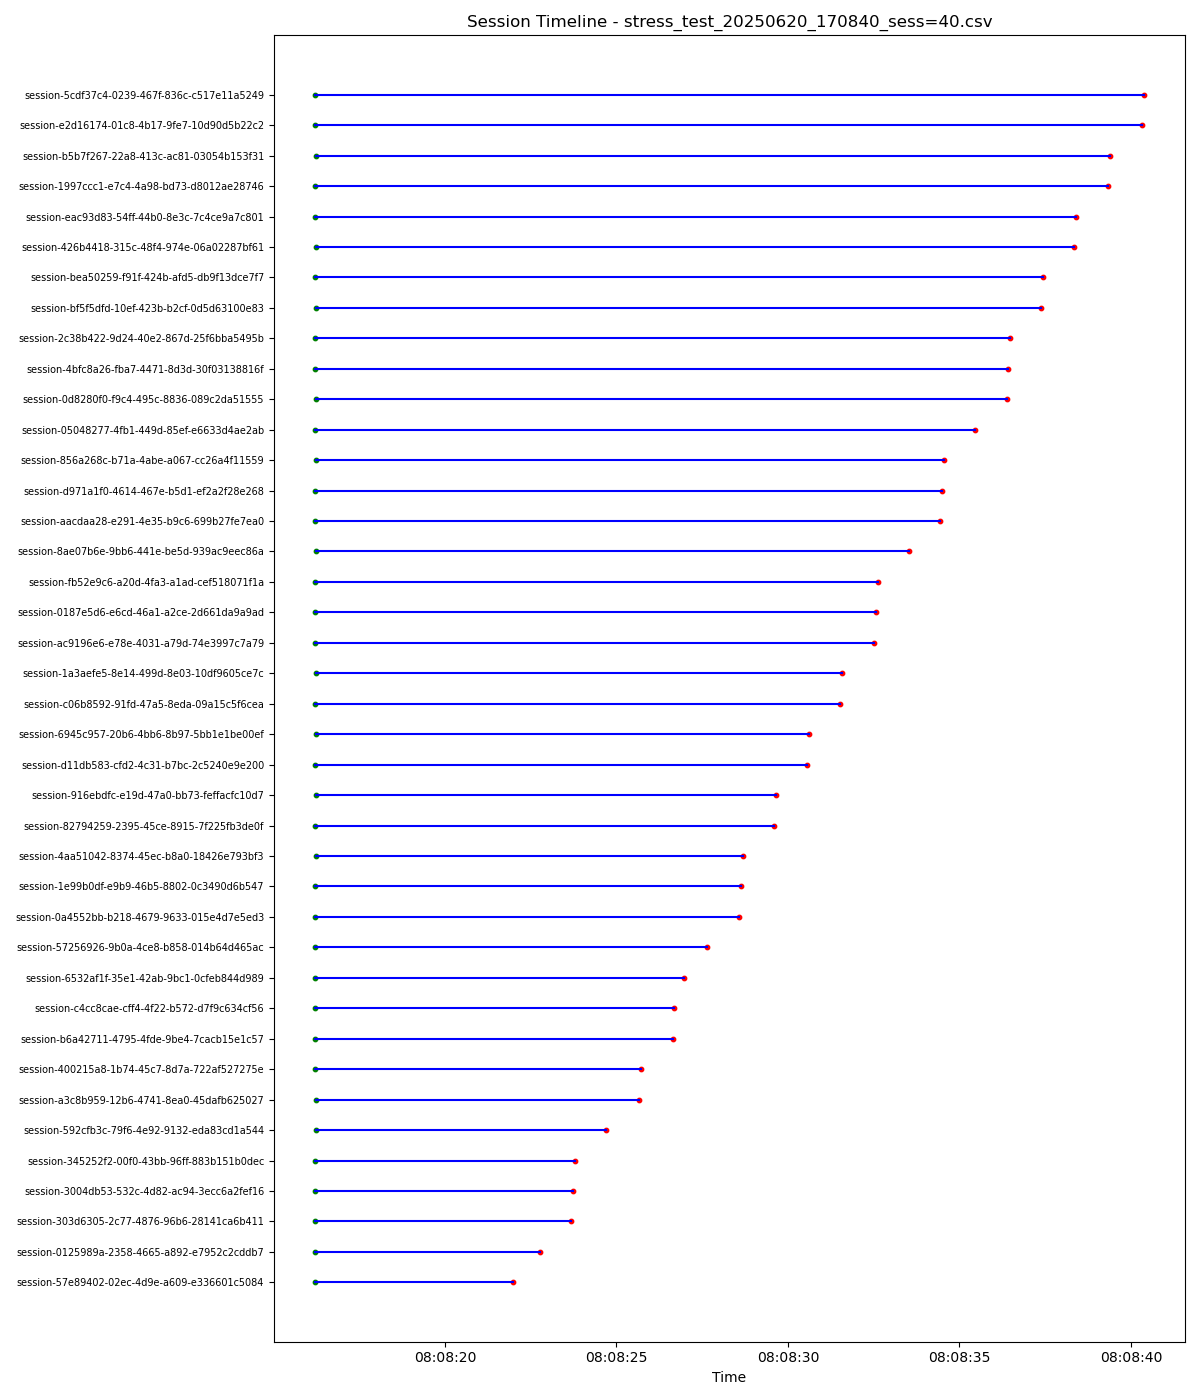 Session Timeline - stress_test_20250620_170840_sess=40.csv
session-5cdf37c4-0239-467f-836c-c517e11a5249
session-e2d16174-01c8-4b17-9fe7-10d90d5b22c2
session-b5b7f267-22a8-413c-ac81-03054b153f31
session-1997ccc1-e7c4-4a98-bd73-d8012ae28746
session-eac93d83-54ff-44b0-8e3c-7c4ce9a7c801
session-426b4418-315c-48f4-974e-06a02287bf61
session-bea50259-f91f-424b-afd5-db9f13dce7f7
session-bf5f5dfd-10ef-423b-b2cf-0d5d63100e83
session-2c38b422-9d24-40e2-867d-25f6bba5495b
session-4bfc8a26-fba7-4471-8d3d-30f03138816f
session-0d8280f0-f9c4-495c-8836-089c2da51555
session-05048277-4fb1-449d-85ef-e6633d4ae2ab
session-856a268c-b71a-4abe-a067-cc26a4f11559
session-d971a1f0-4614-467e-b5d1-ef2a2f28e268
session-aacdaa28-e291-4e35-b9c6-699b27fe7ea0
session-8ae07b6e-9bb6-441e-be5d-939ac9eec86a
session-fb52e9c6-a20d-4fa3-a1ad-cef518071f1a
session-0187e5d6-e6cd-46a1-a2ce-2d661da9a9ad
session-ac9196e6-e78e-4031-a79d-74e3997c7a79
session-1a3aefe5-8e14-499d-8e03-10df9605ce7c
session-c06b8592-91fd-47a5-8eda-09a15c5f6cea
session-6945c957-20b6-4bb6-8b97-5bb1e1be00ef
session-d11db583-cfd2-4c31-b7bc-2c5240e9e200
session-916ebdfc-e19d-47a0-bb73-feffacfc10d7
session-82794259-2395-45ce-8915-7f225fb3de0f
session-4aa51042-8374-45ec-b8a0-18426e793bf3
session-1e99b0df-e9b9-46b5-8802-0c3490d6b547
session-0a4552bb-b218-4679-9633-015e4d7e5ed3
session-57256926-9b0a-4ce8-b858-014b64d465ac
session-6532af1f-35e1-42ab-9bc1-0cfeb844d989
session-c4cc8cae-cff4-4f22-b572-d7f9c634cf56
session-b6a42711-4795-4fde-9be4-7cacb15e1c57
session-400215a8-1b74-45c7-8d7a-722af527275e
session-a3c8b959-12b6-4741-8ea0-45dafb625027
session-592cfb3c-79f6-4e92-9132-eda83cd1a544
session-345252f2-00f0-43bb-96ff-883b151b0dec
session-3004db53-532c-4d82-ac94-3ecc6a2fef16
session-303d6305-2c77-4876-96b6-28141ca6b411
session-0125989a-2358-4665-a892-e7952c2cddb7
session-57e89402-02ec-4d9e-a609-e336601c5084
08:08:20 08:08:25 08:08:30 08:08:35 08:08:40
Time